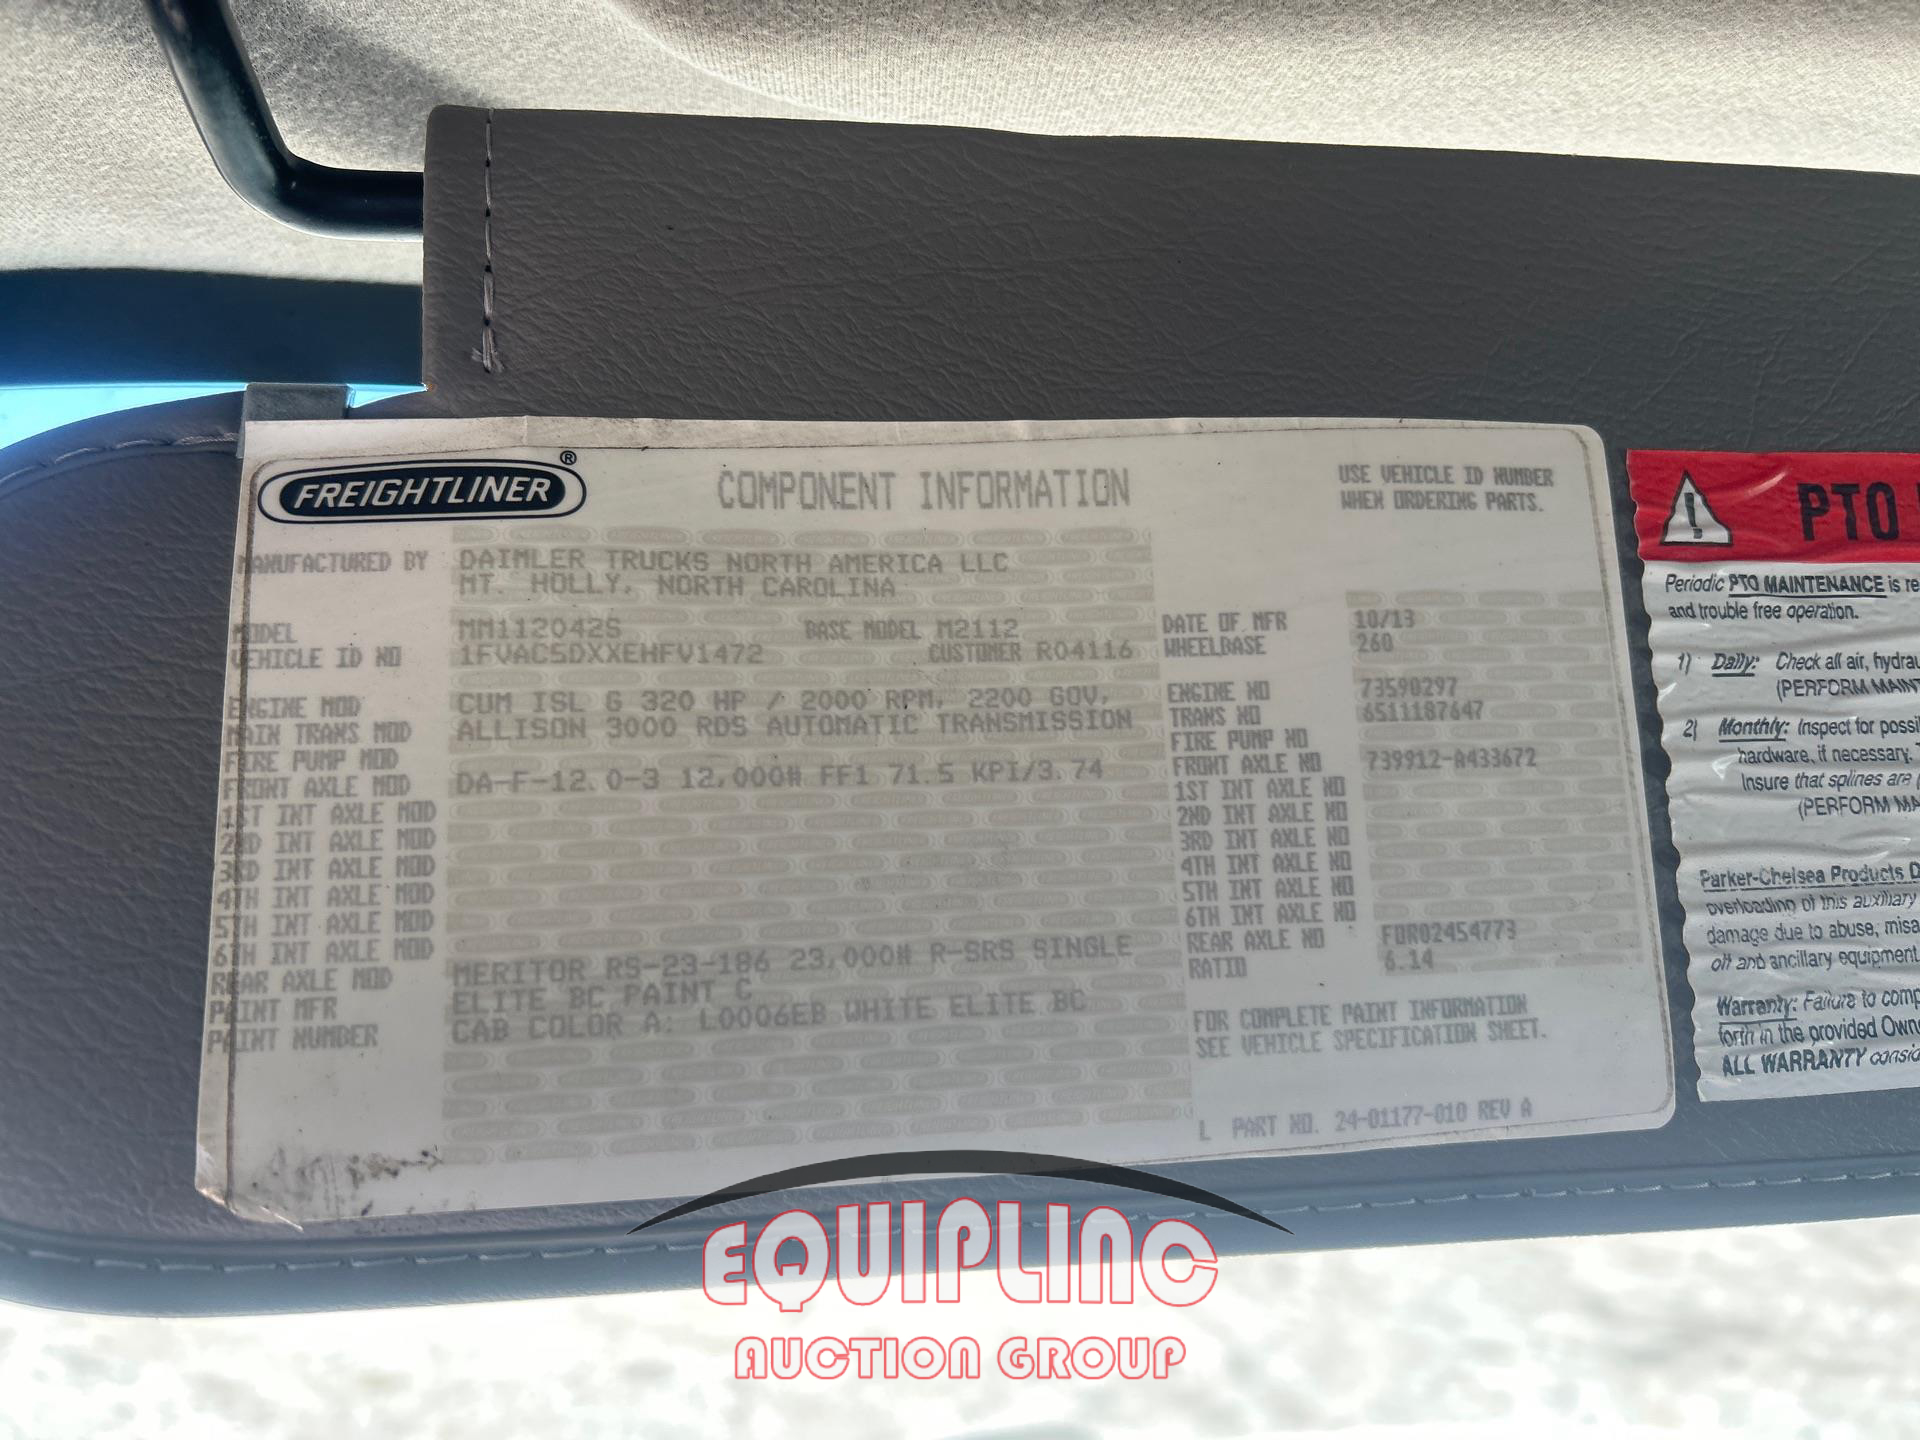 FREIGHTLINER ®
COMPONENT INFORMATION
USE VEHICLE ID NUMBER
WHEN ORDERING PARTS.
MANUFACTURED BY DAIMLER TRUCKS NORTH AMERICA LLC
MT. HOLLY, NORTH CAROLINA
MODEL MM112042S BASE MODEL M2112
VEHICLE ID NO 1FVAC5DXXEHFV1472 CUSTOMER R04116
ENGINE MOD CUM ISL G 320 HP / 2000 RPM, 2200 GOV,
MAIN TRANS MOD ALLISON 3000 RDS AUTOMATIC TRANSMISSION
FIRE PUMP MOD
FRONT AXLE MOD DA-F-12.0-3 12,000# FF1 71.5 KPI/3.74
1ST INT AXLE MOD
2ND INT AXLE MOD
3RD INT AXLE MOD
4TH INT AXLE MOD
5TH INT AXLE MOD
6TH INT AXLE MOD
REAR AXLE MOD MERITOR RS-23-186 23,000# R-SRS SINGLE
PAINT MFR ELITE BC PAINT C
PAINT NUMBER CAB COLOR A: L0006EB WHITE ELITE BC
DATE OF MFR 10/13
WHEELBASE 260
ENGINE NO 73590297
TRANS NO 6511187647
FIRE PUMP NO
FRONT AXLE NO 739912-A433672
1ST INT AXLE NO
2ND INT AXLE NO
3RD INT AXLE NO
4TH INT AXLE NO
5TH INT AXLE NO
6TH INT AXLE NO
REAR AXLE NO FOR02454773
RATIO 6.14
FOR COMPLETE PAINT INFORMATION
SEE VEHICLE SPECIFICATION SHEET.
L PART NO. 24-01177-010 REV A
PTO
Periodic PTO MAINTENANCE is
and trouble free operation.
1) Daily: Check all air,
(PERFORM
2) Monthly: Inspect for
hardware, if necessary.
Insure that splines are
(PERFORM
Parker-Chelsea Products
overloading of this auxiliary
damage due to abuse,
oft and ancillary
Warranty: Failure to
forth in the provided
ALL WARRANTY
EQUIPLINC
AUCTION GROUP